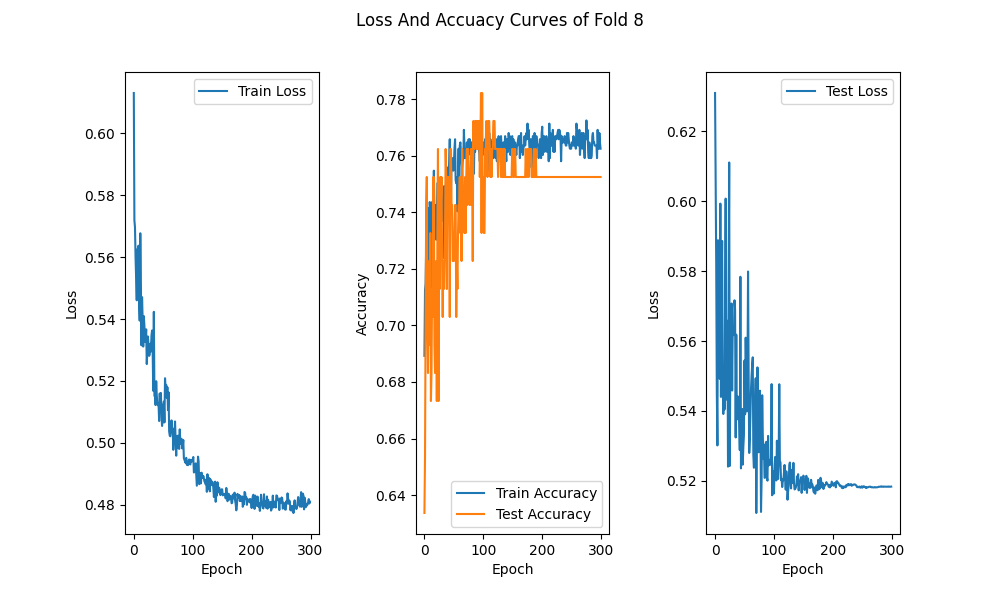 Loss And Accuacy Curves of Fold 8
Train Loss
0.60
0.58
0.56
0.54
0.52
0.50
0.48
Loss
0 100 200 300
Epoch
0.78
0.76
0.74
0.72
0.70
0.68
0.66
0.64
Accuracy
Train Accuracy
Test Accuracy
0 100 200 300
Epoch
Test Loss
0.62
0.60
0.58
0.56
0.54
0.52
Loss
0 100 200 300
Epoch